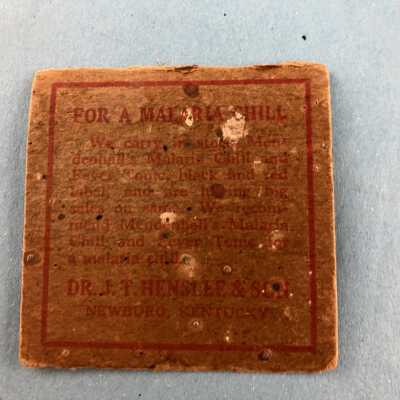 FOR A MALARIA CHILL
We carry in stock Men-
denhall's Malaria Chill and
Fever Tonic, black and red
label, and are having big
sales on same. We recom-
mend Mendenhall's Malaria
Chill and Fever Tonic for
a malaria chill.
DR. J. T. HENSLEE & SON
NEWBURG, KENTUCKY